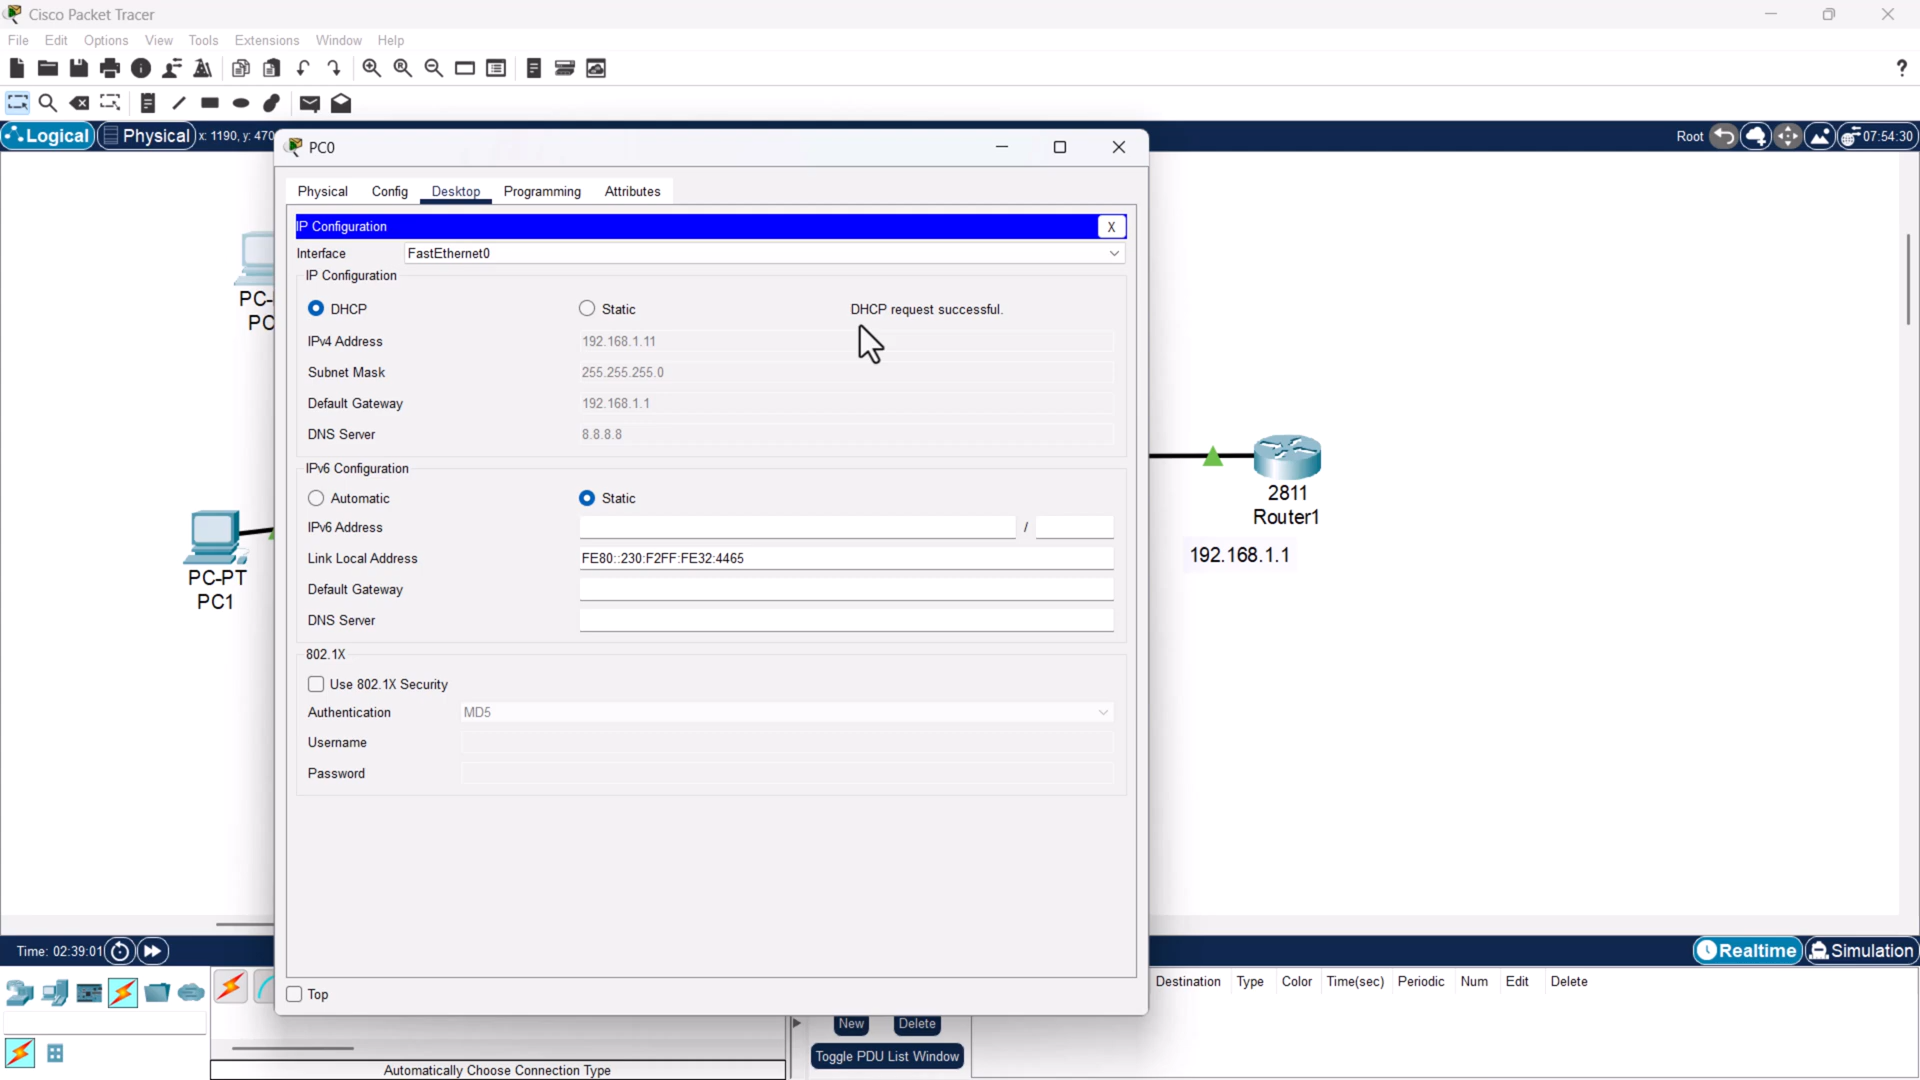 Cisco Packet Tracer
File Edit Options View Tools Extensions Window Help
?
Logical Physical x: 1190, y: 470 Root 07:54:30
PC0
Physical Config Desktop Programming Attributes
IP Configuration X
Interface FastEthernet0
IP Configuration
DHCP Static DHCP request successful.
IPv4 Address 192.168.1.11
Subnet Mask 255.255.255.0
Default Gateway 192.168.1.1
DNS Server 8.8.8.8
IPv6 Configuration
Automatic Static
IPv6 Address /
Link Local Address FE80::230:F2FF:FE32:4465
Default Gateway
DNS Server
802.1X
Use 802.1X Security
Authentication MD5
Username
Password
Top
PC-
PC
PC-PT
PC1
2811
Router1
192.168.1.1
Time: 02:39:01 Realtime Simulation
Destination Type Color Time(sec) Periodic Num Edit Delete
New Delete
Toggle PDU List Window
Automatically Choose Connection Type